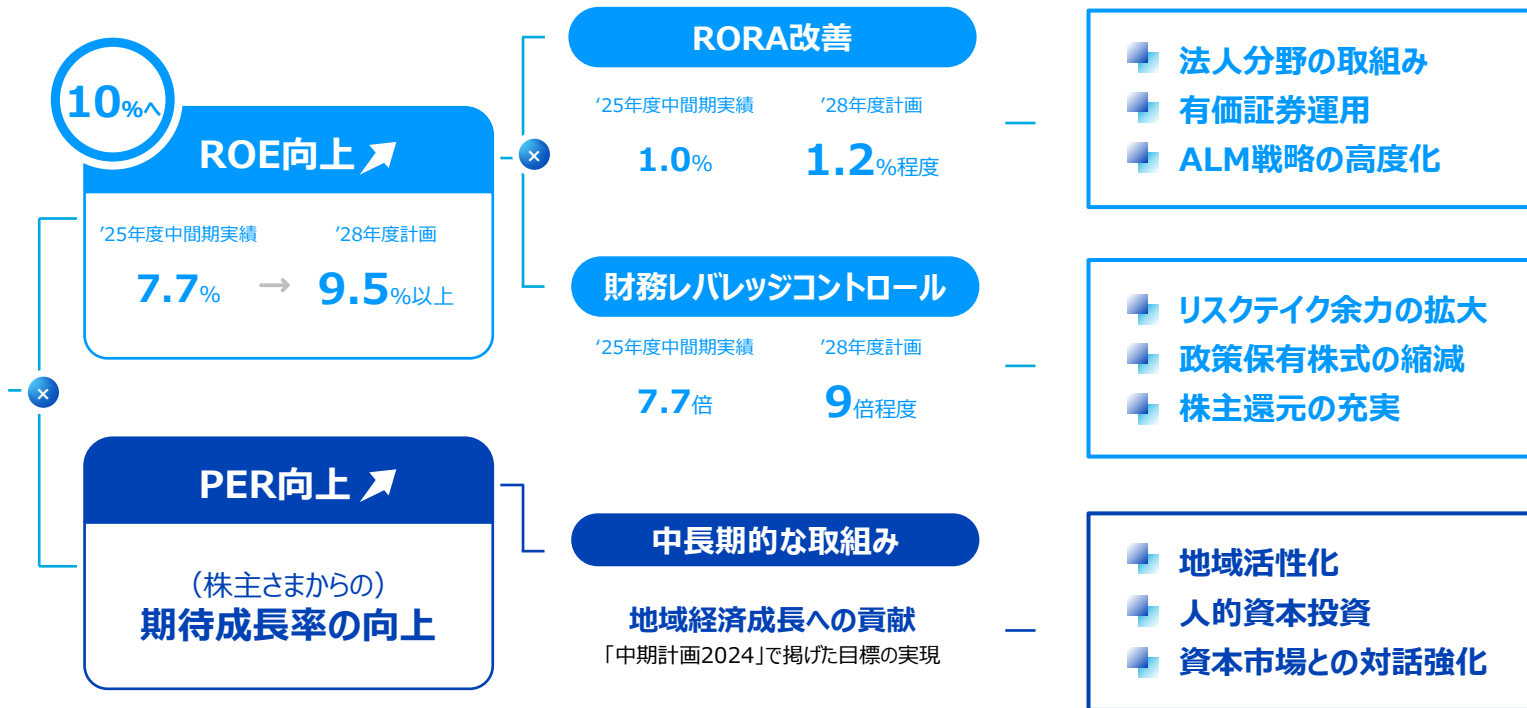 10%へ
ROE向上
'25年度中間期実績
'28年度計画
7.7%
→
9.5%以上
×
×
PER向上
（株主さまからの）
期待成長率の向上
RORA改善
'25年度中間期実績
'28年度計画
1.0%
1.2%程度
財務レバレッジコントロール
'25年度中間期実績
'28年度計画
7.7倍
9倍程度
中長期的な取組み
地域経済成長への貢献
「中期計画2024」で掲げた目標の実現
法人分野の取組み
有価証券運用
ALM戦略の高度化
リスクテイク余力の拡大
政策保有株式の縮減
株主還元の充実
地域活性化
人的資本投資
資本市場との対話強化